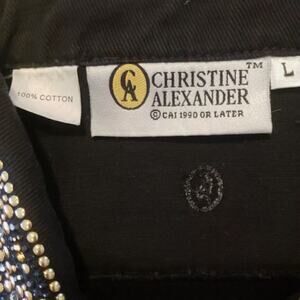 100% COTTON
CA
CHRISTINE™
ALEXANDER
© CAI 1990 OR LATER
L